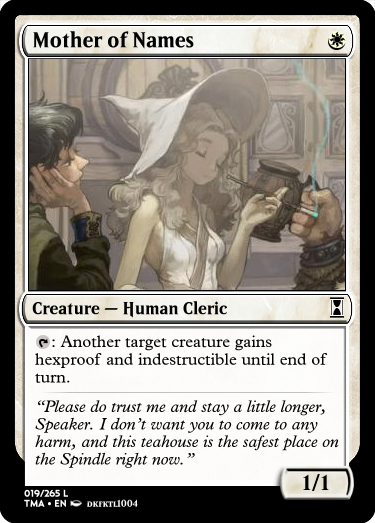 Mother of Names
Creature — Human Cleric
: Another target creature gains
hexproof and indestructible until end of
turn.
“Please do trust me and stay a little longer,
Speaker. I don’t want you to come to any
harm, and this teahouse is the safest place on
the Spindle right now.”
1/1
019/265 L
TMA • EN DKFKTL1004